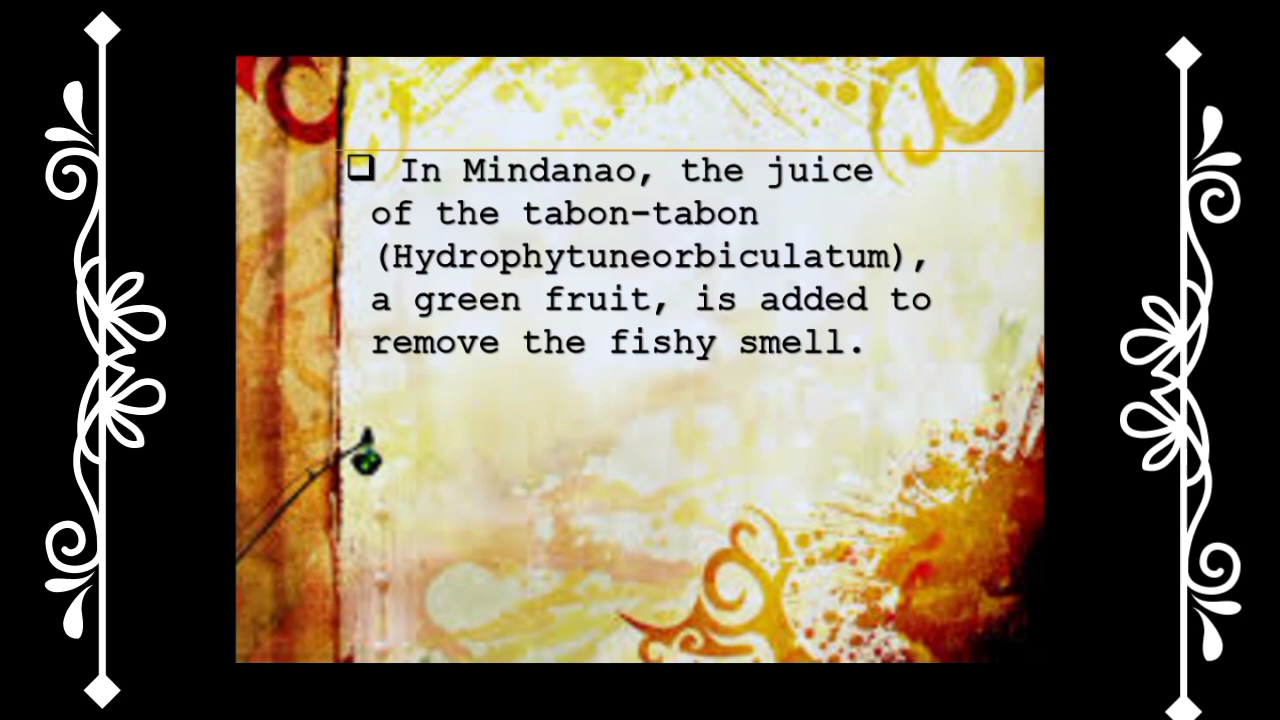 ❑ In Mindanao, the juice
of the tabon-tabon
(Hydrophytuneorbiculatum),
a green fruit, is added to
remove the fishy smell.